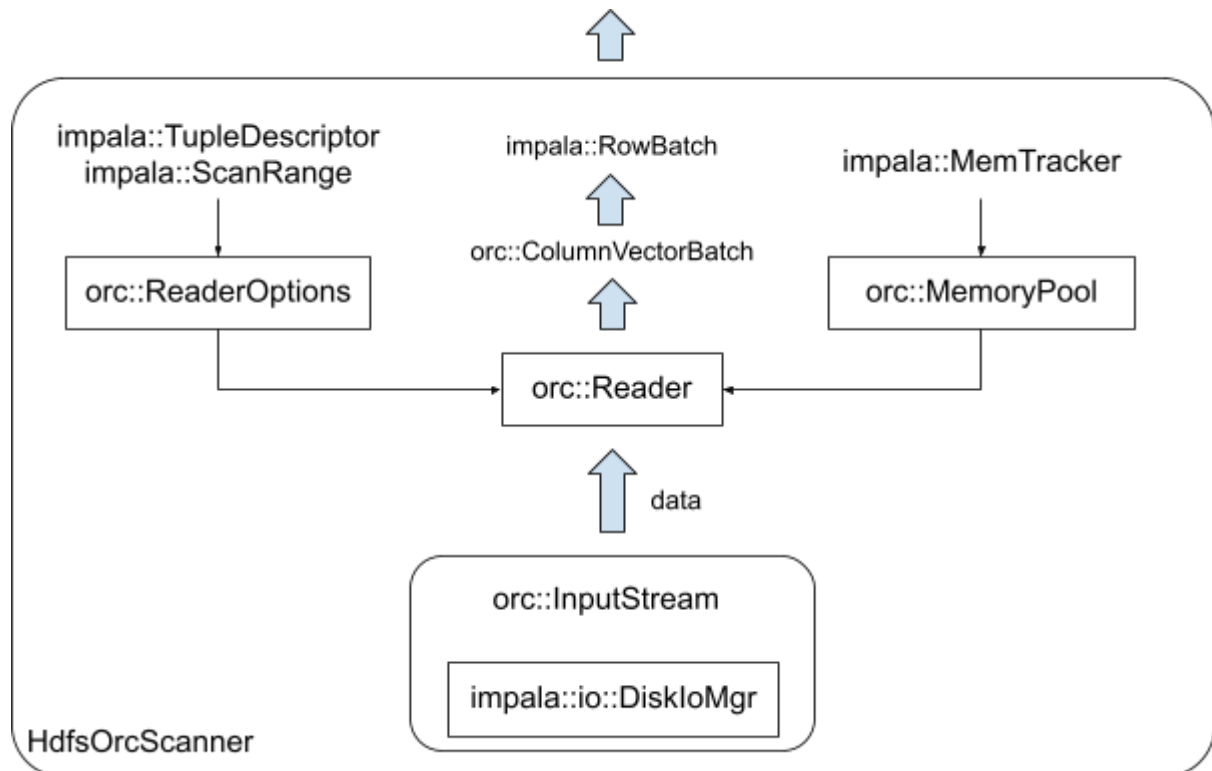 impala::TupleDescriptor
impala::ScanRange
impala::RowBatch
impala::MemTracker
orc::ColumnVectorBatch
orc::ReaderOptions
orc::MemoryPool
orc::Reader
data
orc::InputStream
impala::io::DiskIoMgr
HdfsOrcScanner